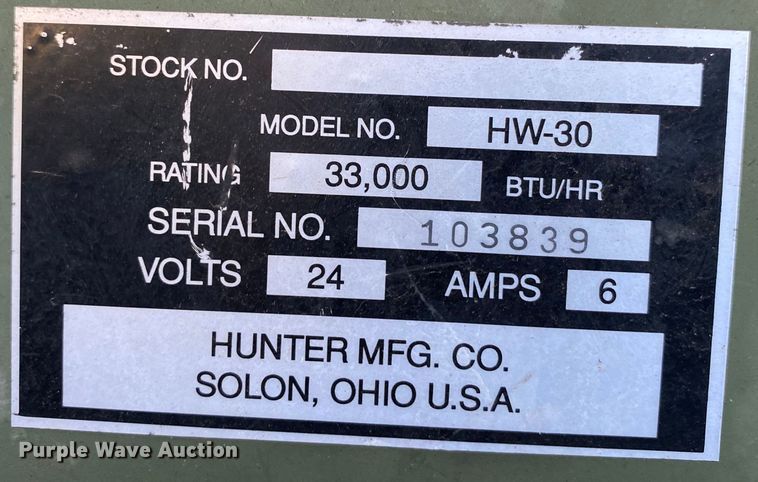 STOCK NO.
MODEL NO. HW-30
RATING 33,000 BTU/HR
SERIAL NO. 103839
VOLTS 24 AMPS 6
HUNTER MFG. CO.
SOLON, OHIO U.S.A.
Purple Wave Auction